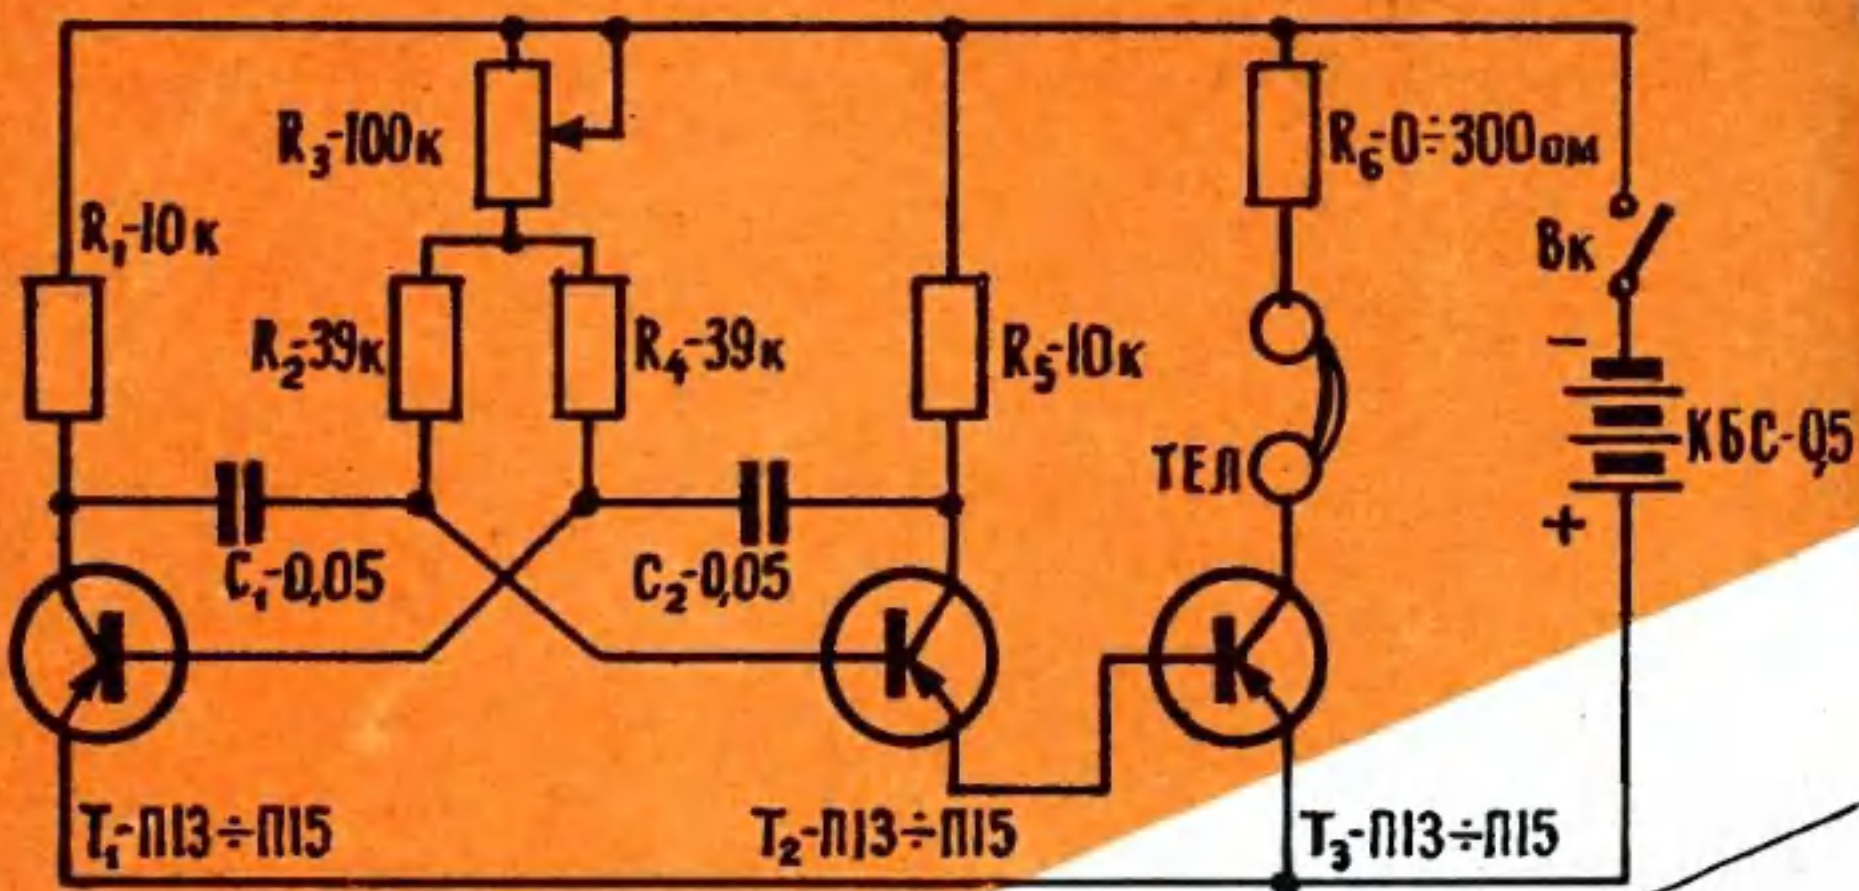 R₃-100к
R₆-0÷300ом
R₁-10к
Вк
R₂-39к
R₄-39к
R₅-10к
-
КБС-0,5
ТЕЛ
+
C₁-0,05
C₂-0,05
T₁-П13÷П15
T₂-П13÷П15
T₃-П13÷П15